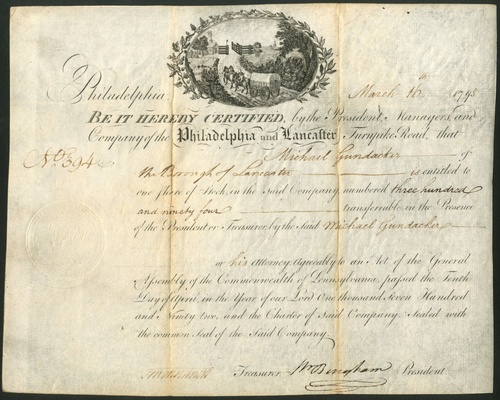 Philadelphia March 16th 1795
BE IT HEREBY CERTIFIED, by the President, Managers and
Company of the Philadelphia and Lancaster Turnpike Road, that
No. 394 Michael Gundacker of
the Borough of Lancaster is entitled to
one Share of Stock, in the Said Company, numbered three hundred
and ninety four transferrable in the Presence
of the President or Treasurer, by the Said Michael Gundacker
or his Attorney. Agreeably to an Act of the General
Assembly of the Commonwealth of Pennsylvania, passed the Tenth
Day of April, in the Year of our Lord One thousand Seven Hundred
and Ninety two, and the Charter of Said Company. Sealed with
the common Seal of the Said Company.
Treasurer. Wm Bingham President